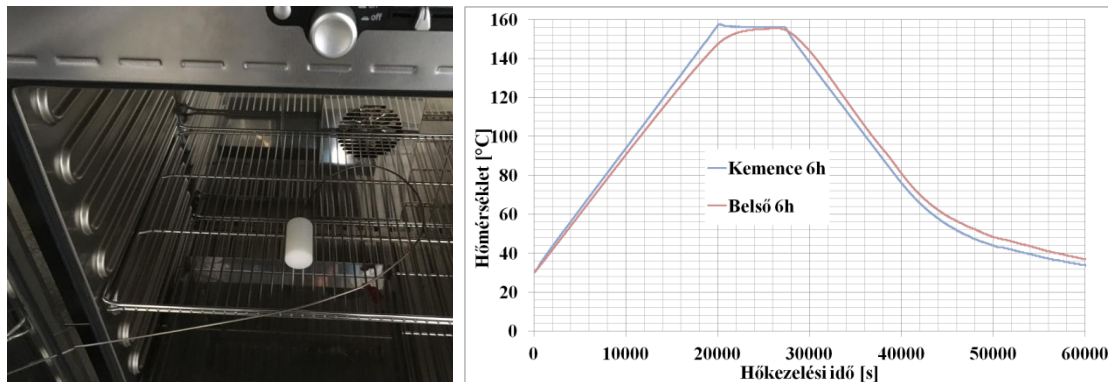 on
off
160
140
120
100
80
60
40
20
0
Hőmérséklet [°C]
Kemence 6h
Belső 6h
0 10000 20000 30000 40000 50000 60000
Hőkezelési idő [s]